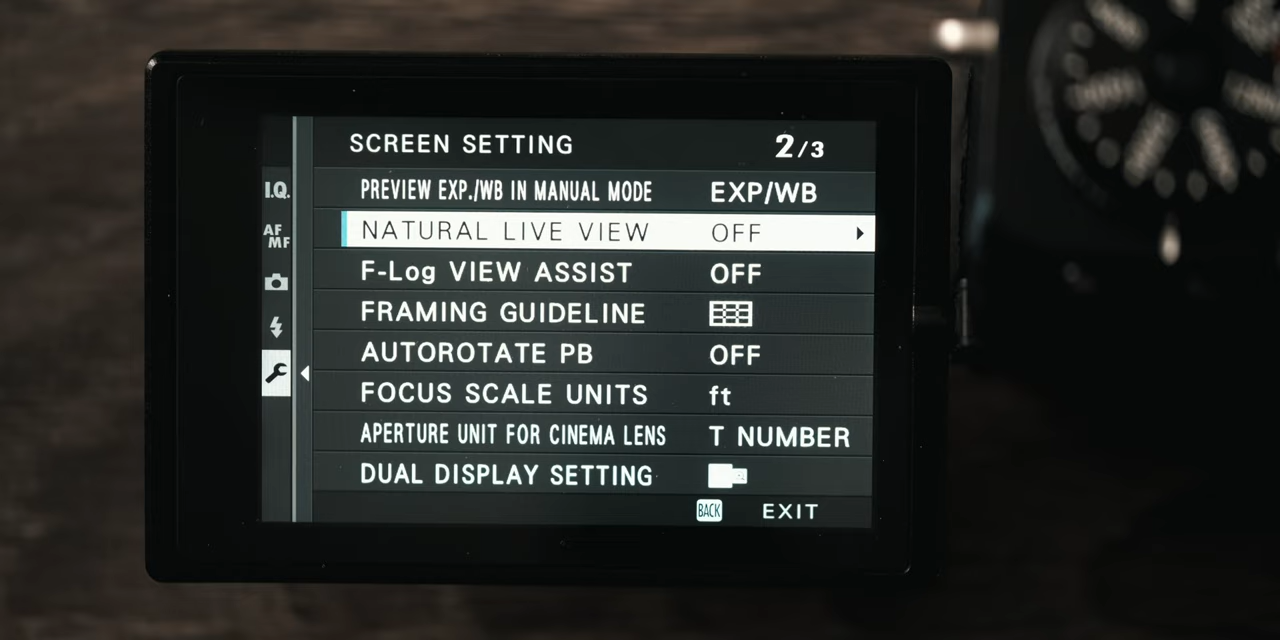 SCREEN SETTING 2/3
I.Q.
PREVIEW EXP./WB IN MANUAL MODE EXP/WB
AF
MF
NATURAL LIVE VIEW OFF
F-Log VIEW ASSIST OFF
FRAMING GUIDELINE
AUTOROTATE PB OFF
FOCUS SCALE UNITS ft
APERTURE UNIT FOR CINEMA LENS T NUMBER
DUAL DISPLAY SETTING
BACK EXIT